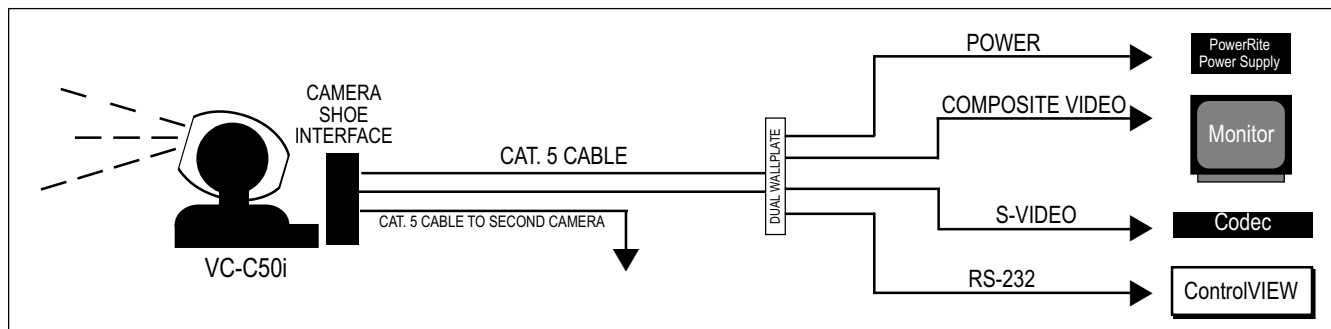 POWER
PowerRite
Power Supply
CAMERA
SHOE
INTERFACE
COMPOSITE VIDEO
Monitor
CAT. 5 CABLE
DUAL WALLPLATE
CAT. 5 CABLE TO SECOND CAMERA
S-VIDEO
Codec
VC-C50i
RS-232
ControlVIEW